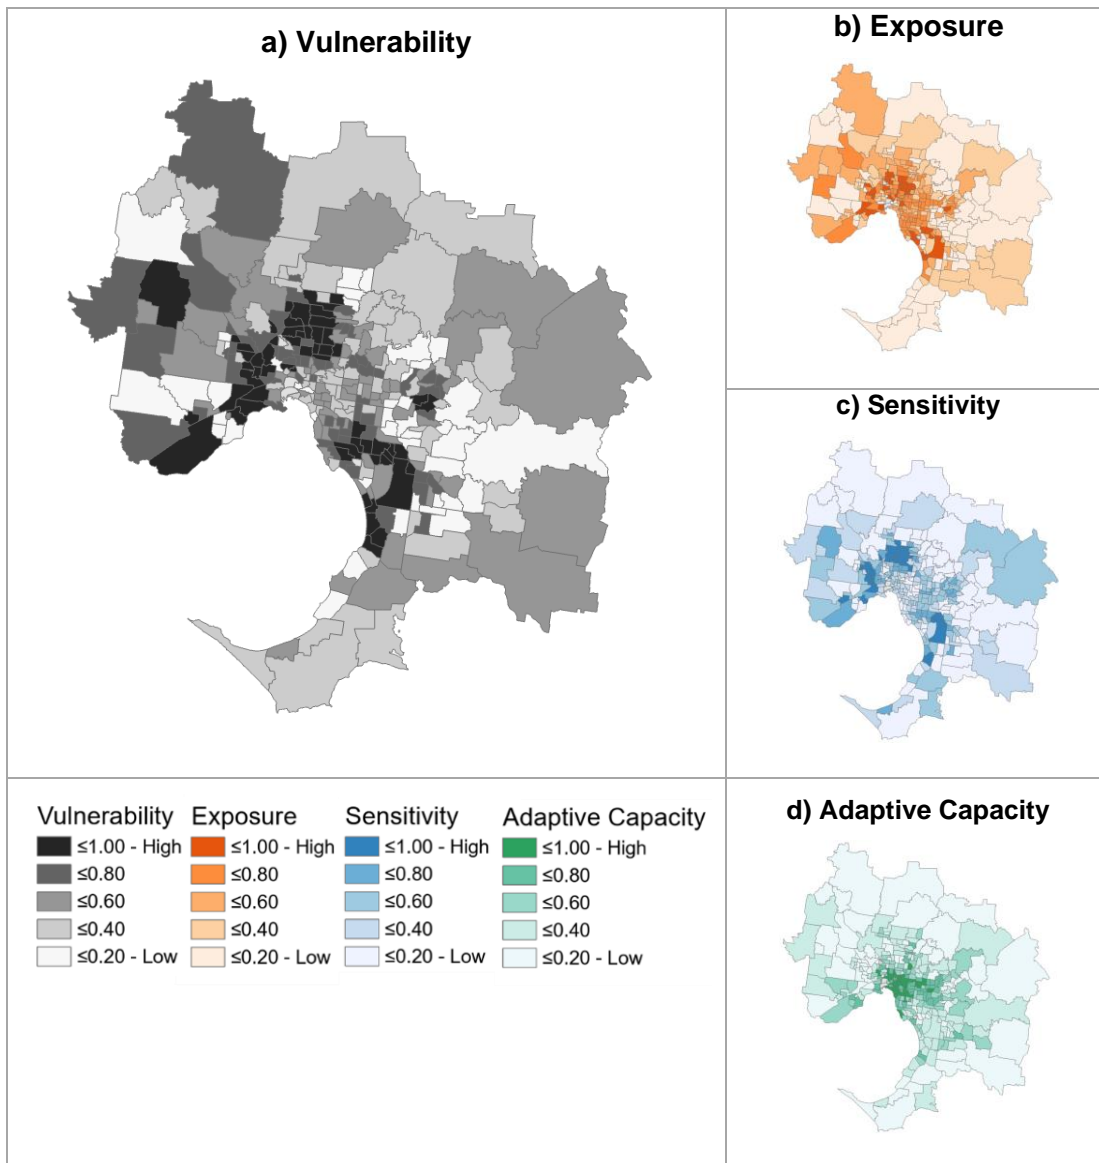 a) Vulnerability
b) Exposure
c) Sensitivity
Vulnerability
≤1.00 - High
≤0.80
≤0.60
≤0.40
≤0.20 - Low
Exposure
≤1.00 - High
≤0.80
≤0.60
≤0.40
≤0.20 - Low
Sensitivity
≤1.00 - High
≤0.80
≤0.60
≤0.40
≤0.20 - Low
Adaptive Capacity
≤1.00 - High
≤0.80
≤0.60
≤0.40
≤0.20 - Low
d) Adaptive Capacity